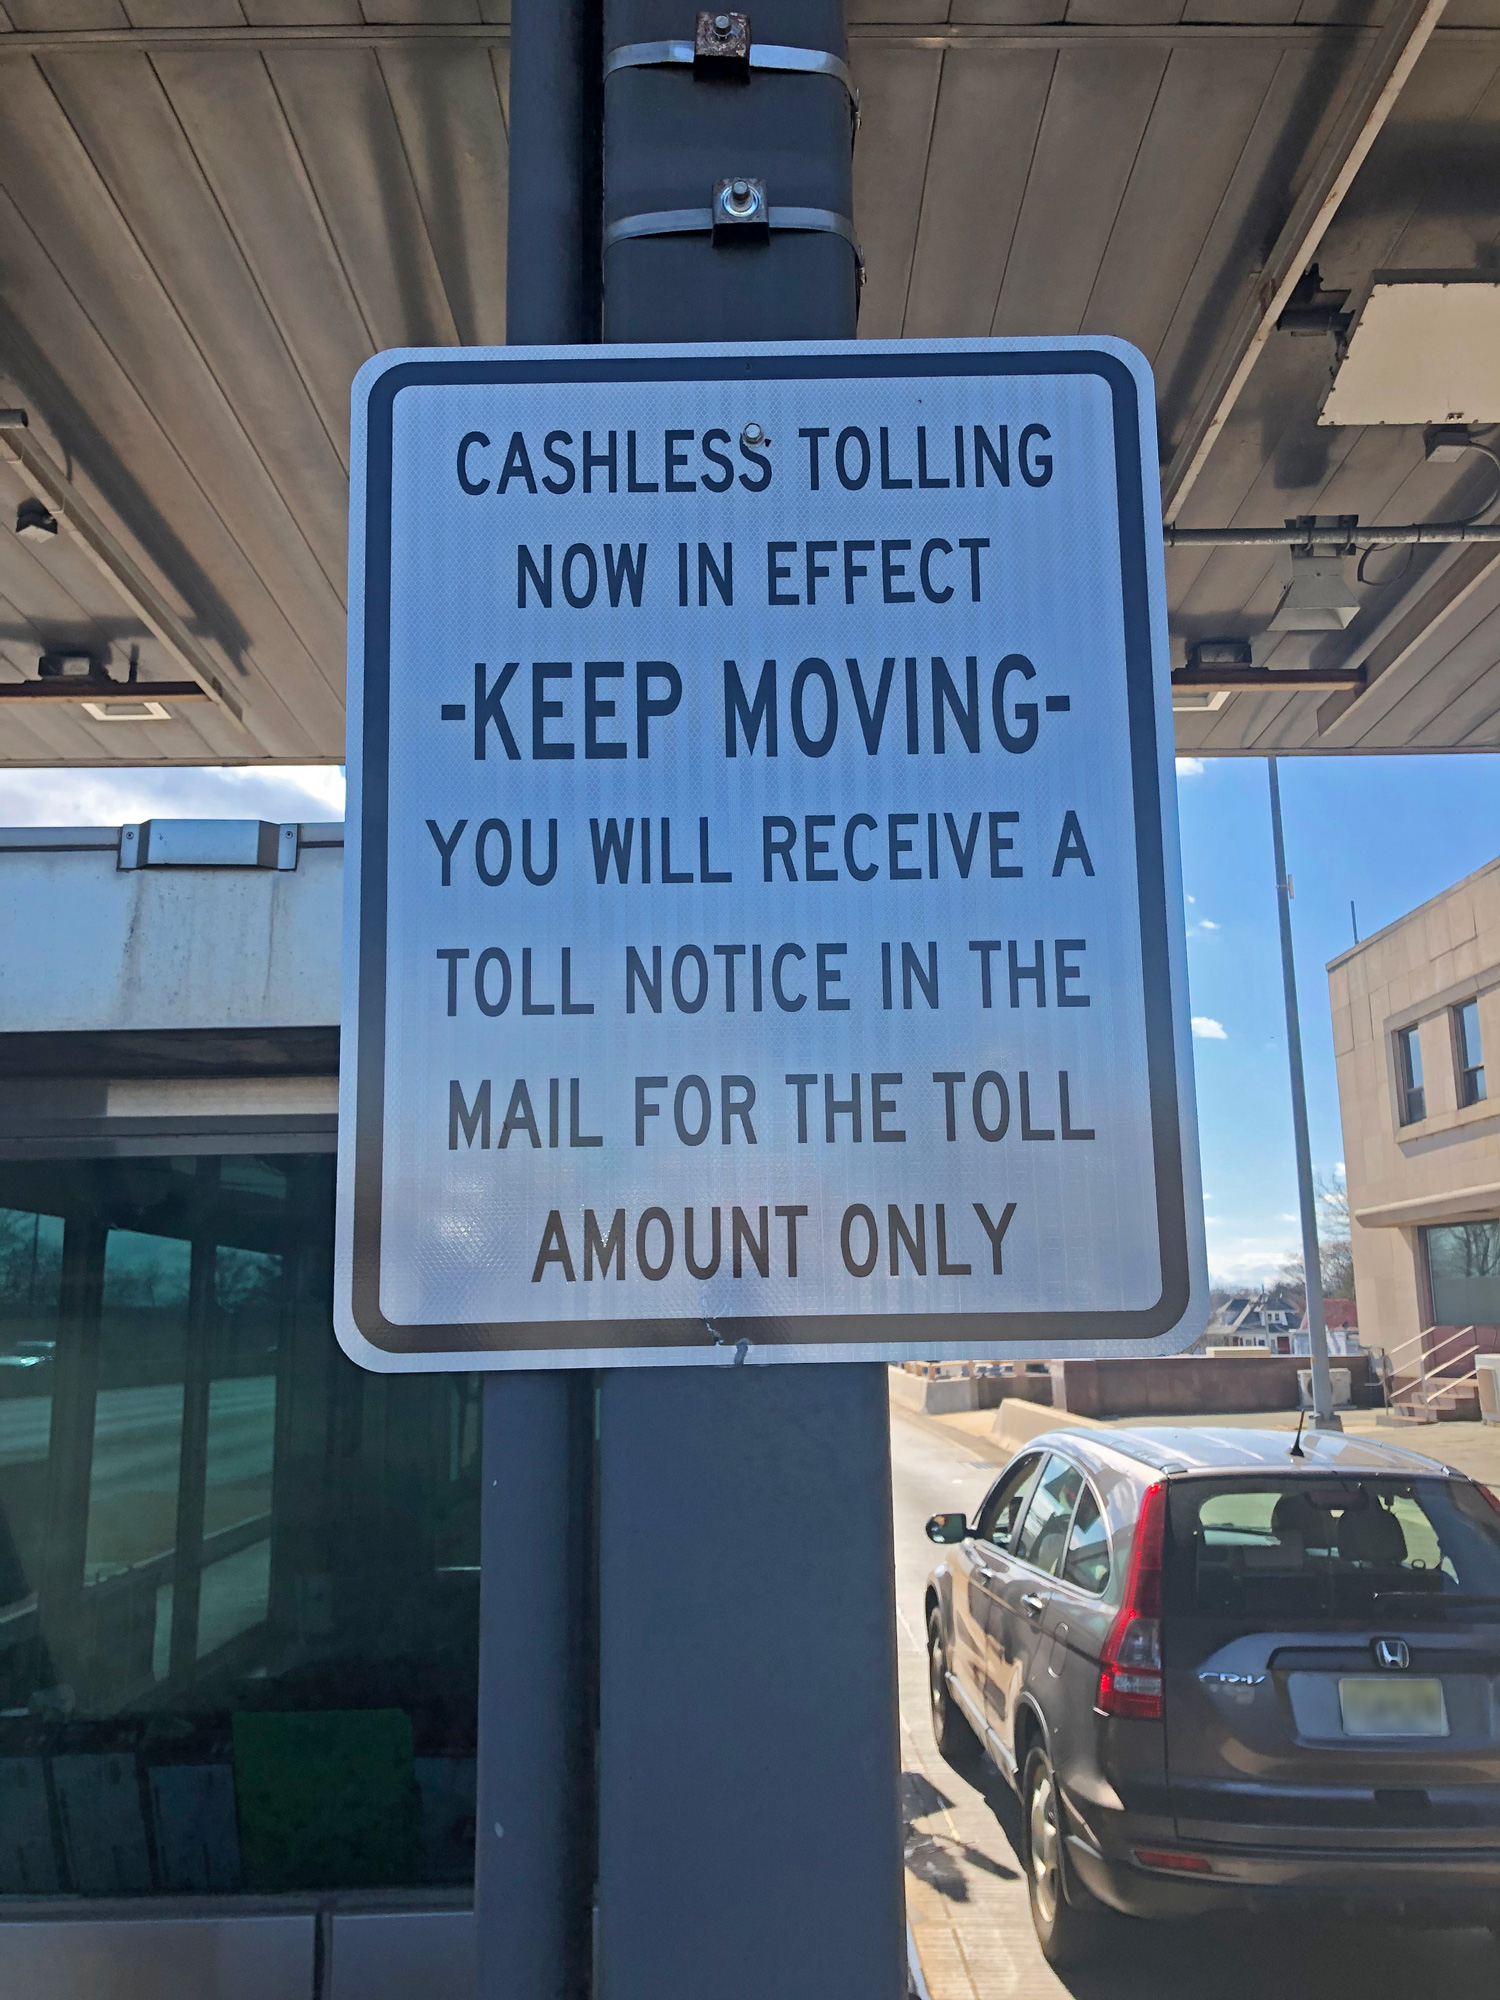 CASHLESS TOLLING
NOW IN EFFECT
-KEEP MOVING-
YOU WILL RECEIVE A
TOLL NOTICE IN THE
MAIL FOR THE TOLL
AMOUNT ONLY
CR-V